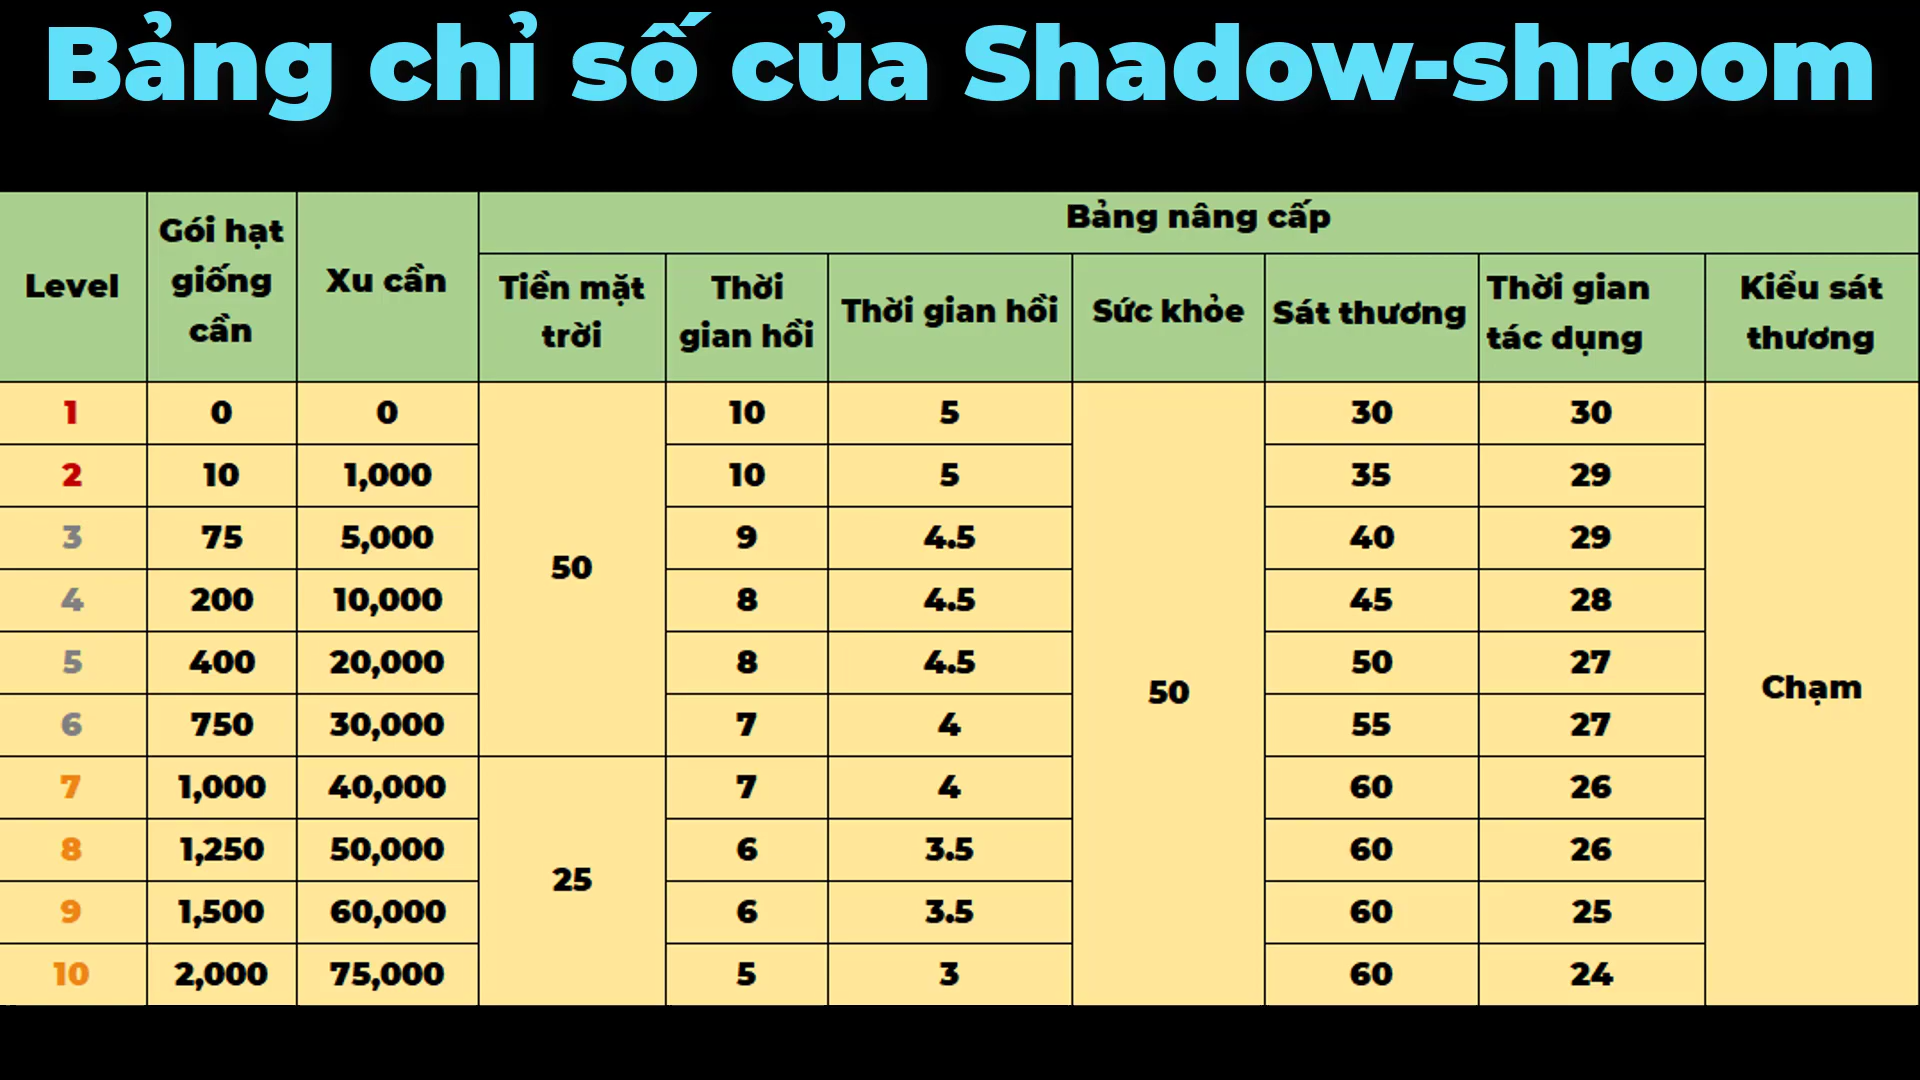 Bảng chỉ số của Shadow-shroom
Level
Gói hạt
giống
cần
Xu cần
Bảng nâng cấp
Tiền mặt
trời
Thời
gian hồi
Thời gian hồi
Sức khỏe
Sát thương
Thời gian
tác dụng
Kiểu sát
thương
1 0 0 10 5 30 30
2 10 1,000 10 5 35 29
3 75 5,000 9 4.5 40 29
50
4 200 10,000 8 4.5 45 28
5 400 20,000 8 4.5 50 27
50
Chạm
6 750 30,000 7 4 55 27
7 1,000 40,000 7 4 60 26
8 1,250 50,000 6 3.5 60 26
25
9 1,500 60,000 6 3.5 60 25
10 2,000 75,000 5 3 60 24